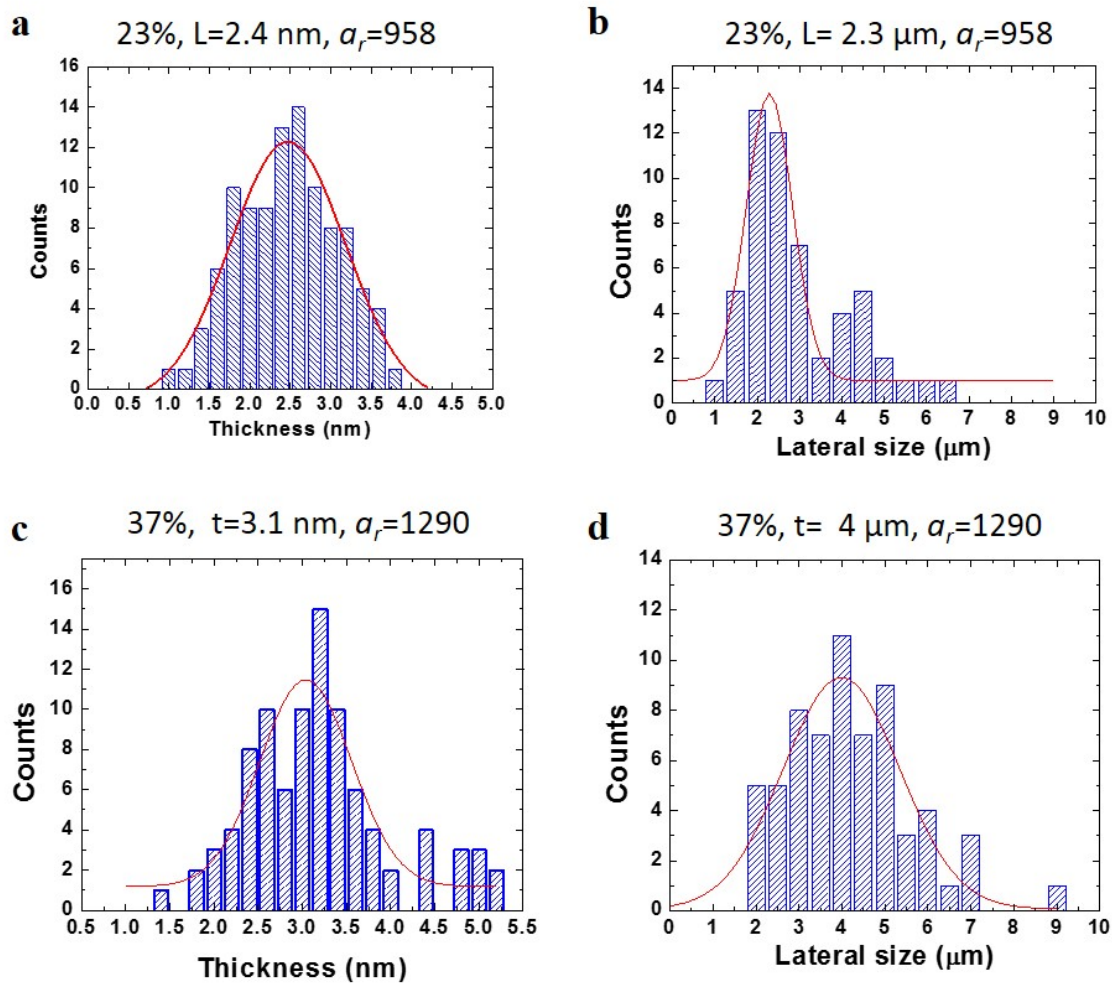 a
23%, L=2.4 nm, ar=958
16
14
12
10
8
6
4
2
0
Counts
0.0 0.5 1.0 1.5 2.0 2.5 3.0 3.5 4.0 4.5 5.0
Thickness (nm)
b
23%, L= 2.3 μm, ar=958
14
12
10
8
6
4
2
0
Counts
0 1 2 3 4 5 6 7 8 9 10
Lateral size (μm)
c
37%, t=3.1 nm, ar=1290
16
14
12
10
8
6
4
2
0
Counts
0.5 1.0 1.5 2.0 2.5 3.0 3.5 4.0 4.5 5.0 5.5
Thickness (nm)
d
37%, t= 4 μm, ar=1290
14
12
10
8
6
4
2
0
Counts
0 1 2 3 4 5 6 7 8 9 10
Lateral size (μm)